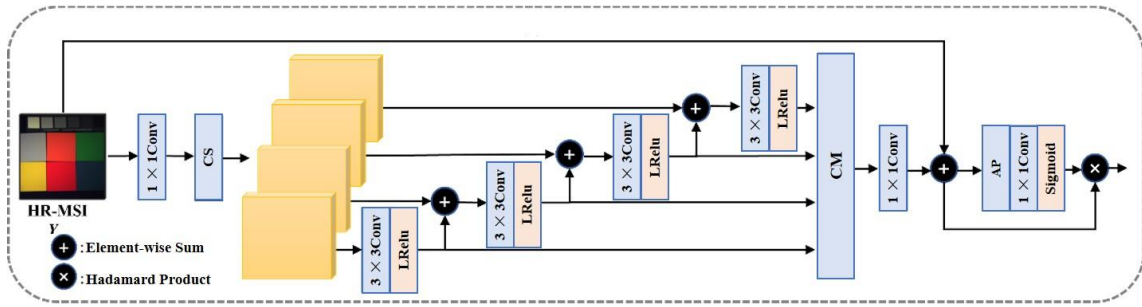 HR-MSI
Y
1 × 1Conv
CS
3 × 3Conv
LRelu
3 × 3Conv
LRelu
3 × 3Conv
LRelu
3 × 3Conv
LRelu
CM
1 × 1Conv
AP
1 × 1Conv
Sigmoid
+ :Element-wise Sum
× :Hadamard Product